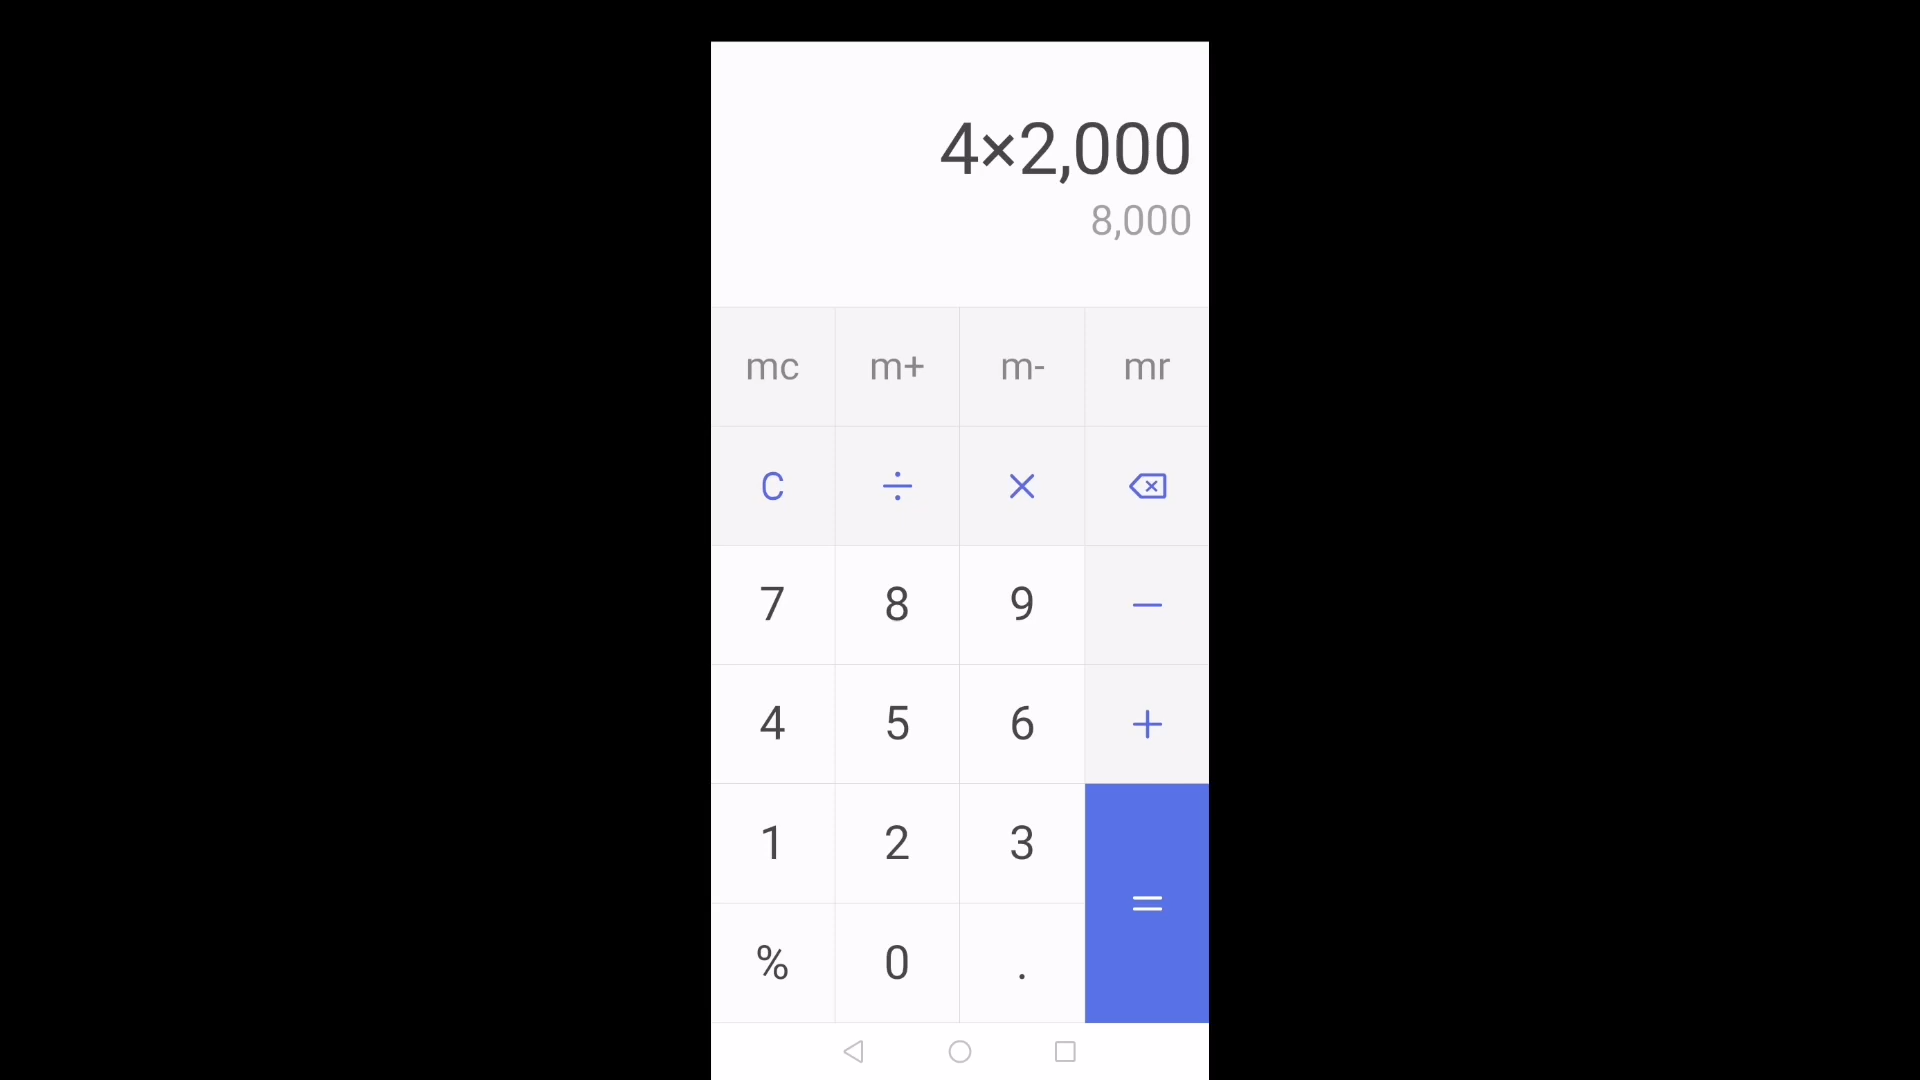 4×2,000
8,000
mc m+ m- mr
C ÷ ×
7 8 9 −
4 5 6 +
1 2 3
% 0 . =